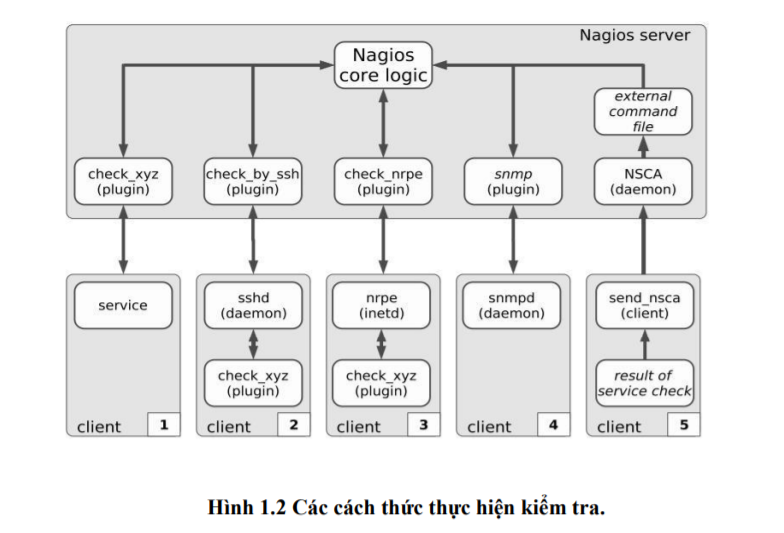 Nagios server
Nagios
core logic
external
command
file
check_xyz
(plugin)
check_by_ssh
(plugin)
check_nrpe
(plugin)
snmp
(plugin)
NSCA
(daemon)
service
sshd
(daemon)
nrpe
(inetd)
snmpd
(daemon)
send_nsca
(client)
check_xyz
(plugin)
check_xyz
(plugin)
result of
service check
client 1
client 2
client 3
client 4
client 5
Hình 1.2 Các cách thức thực hiện kiểm tra.